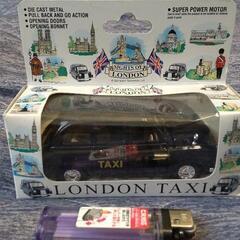 • DIE CAST METAL
• PULL BACK AND GO ACTION
• OPENING DOORS
• OPENING BONNET
• SUPER POWER MOTOR
SIGHTS OF
LONDON
TAXI
LONDON TAXI